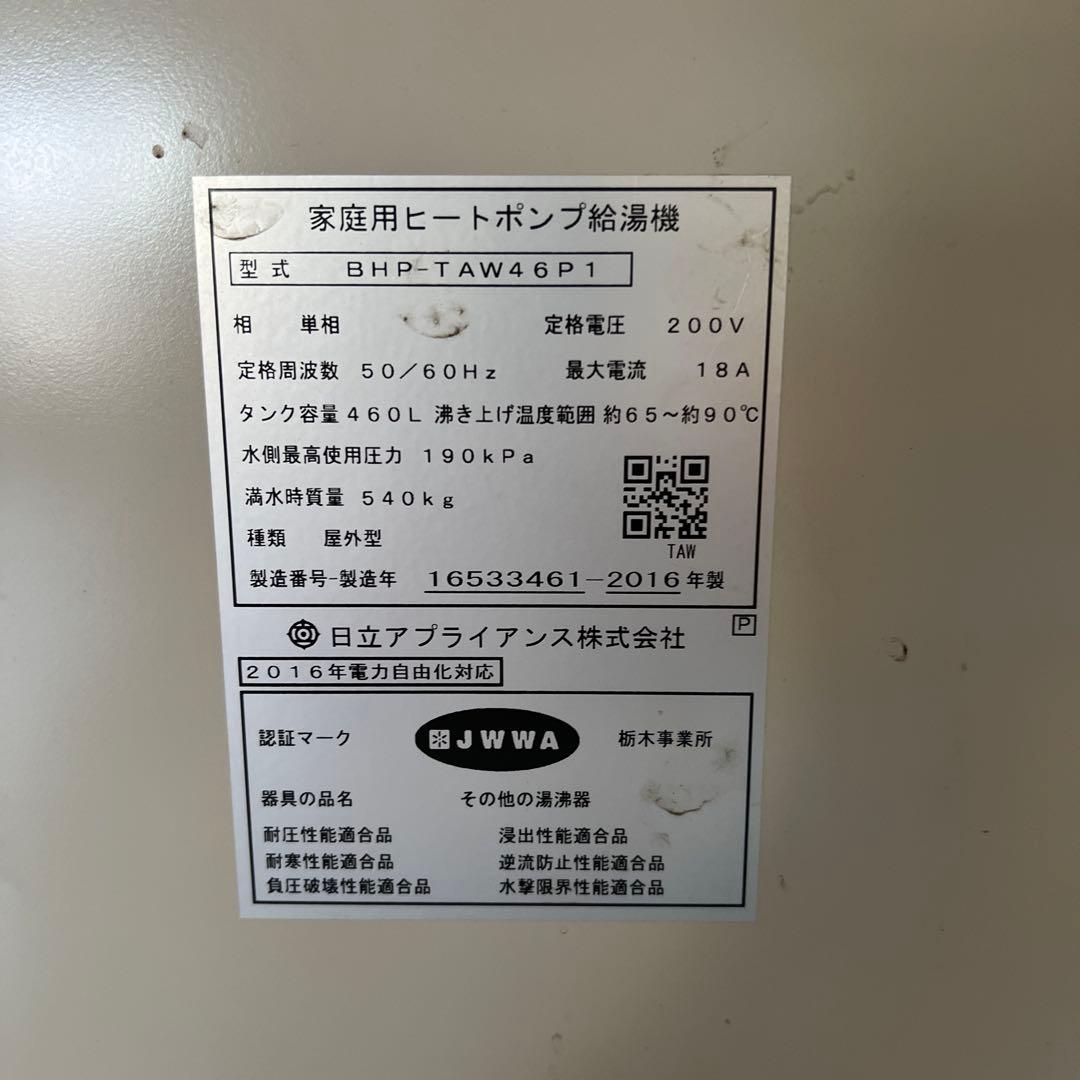 家庭用ヒートポンプ給湯機
型式 BHP-TAW46P1
相 単相 定格電圧 200V
定格周波数 50/60Hz 最大電流 18A
タンク容量 460L 沸き上げ温度範囲 約65~約90℃
水側最高使用圧力 190kPa
満水時質量 540kg
種類 屋外型
TAW
製造番号-製造年 16533461-2016年製
日立アプライアンス株式会社 P
2016年電力自由化対応
認証マーク JWWA 栃木事業所
器具の品名 その他の湯沸器
耐圧性能適合品 浸出性能適合品
耐寒性能適合品 逆流防止性能適合品
負圧破壊性能適合品 水撃限界性能適合品